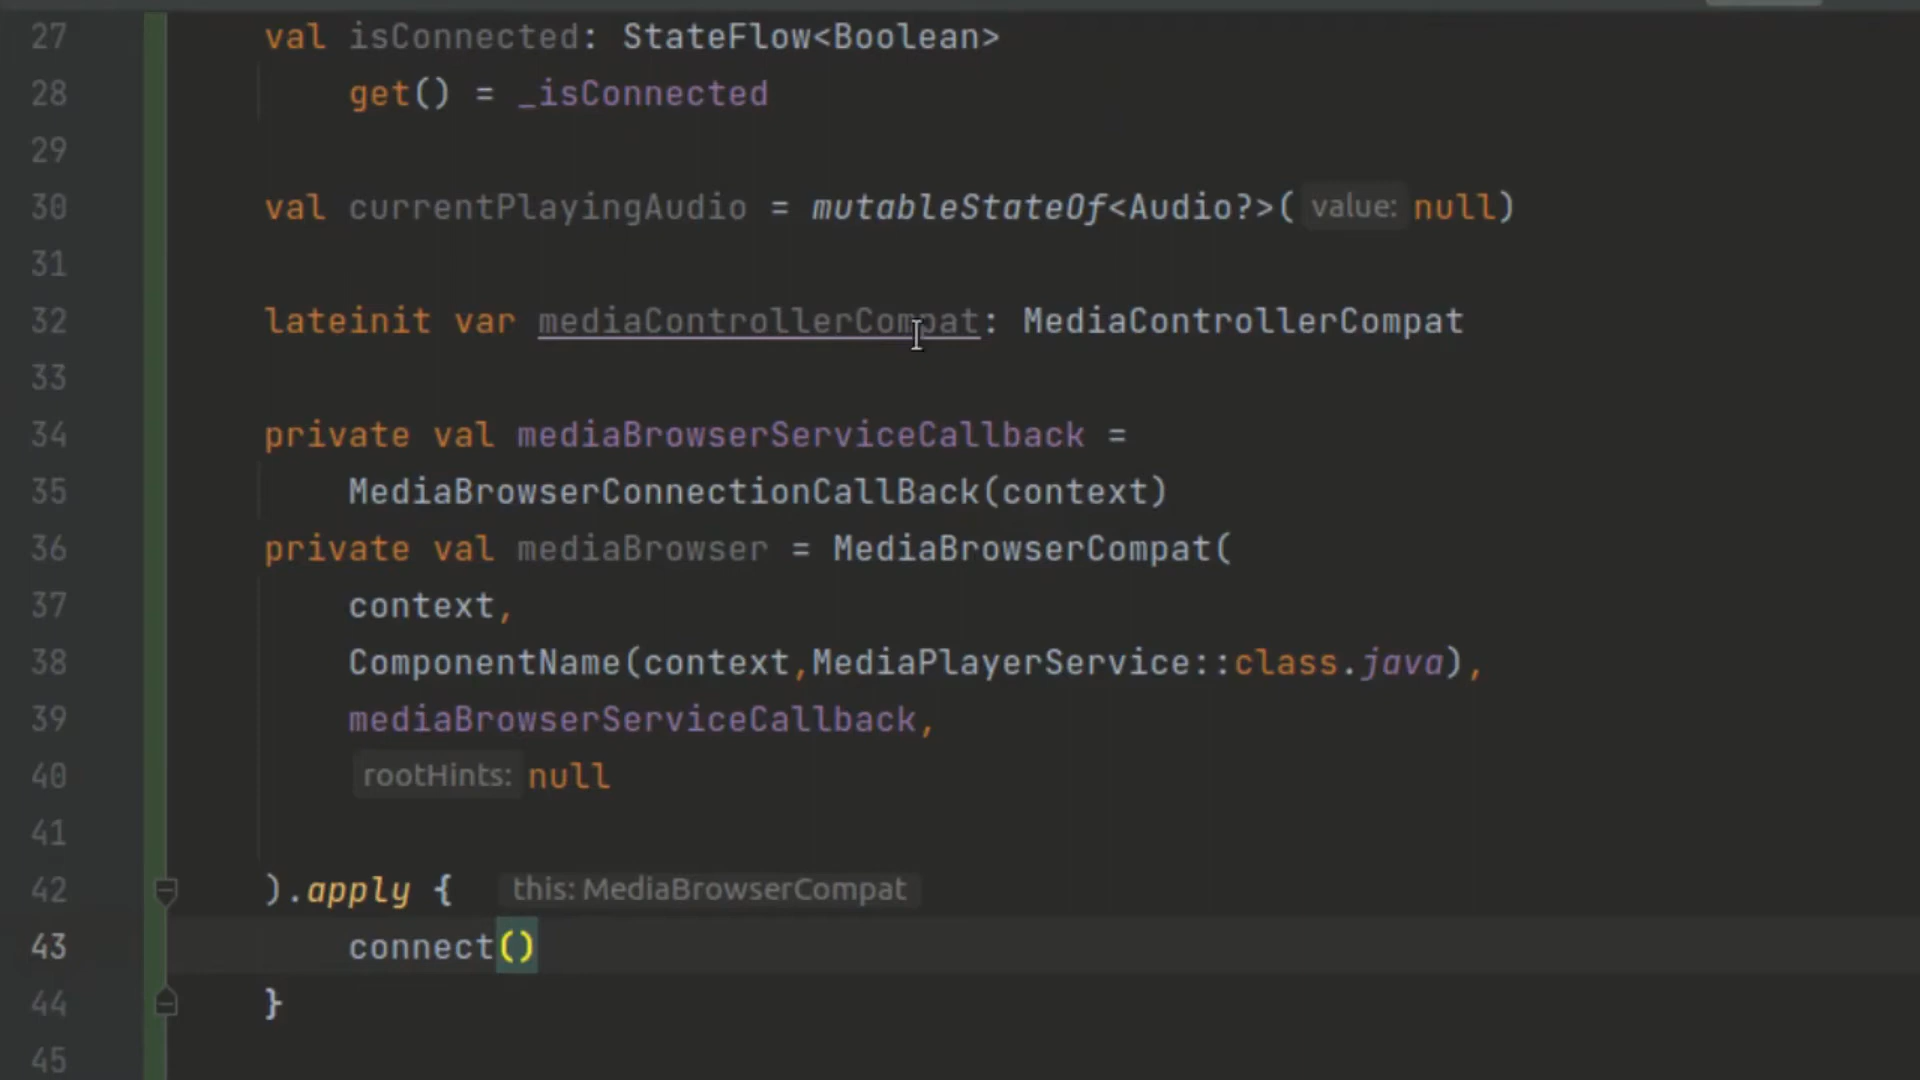 27 val isConnected: StateFlow<Boolean>
28 get() = _isConnected
29
30 val currentPlayingAudio = mutableStateOf<Audio?>( value: null)
31
32 lateinit var mediaControllerCompat: MediaControllerCompat
33
34 private val mediaBrowserServiceCallback =
35 MediaBrowserConnectionCallBack(context)
36 private val mediaBrowser = MediaBrowserCompat(
37 context,
38 ComponentName(context,MediaPlayerService::class.java),
39 mediaBrowserServiceCallback,
40 rootHints: null
41
42 ).apply { this: MediaBrowserCompat
43 connect()
44 }
45